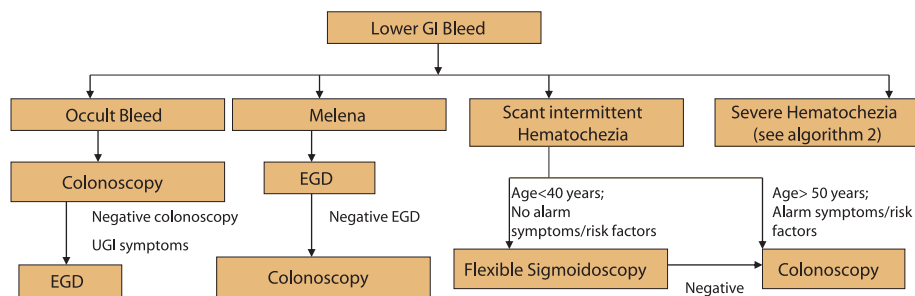 Lower GI Bleed
Occult Bleed
Melena
Scant intermittent
Hematochezia
Severe Hematochezia
(see algorithm 2)
Colonoscopy
Negative colonoscopy
UGI symptoms
EGD
EGD
Negative EGD
Colonoscopy
Age<40 years;
No alarm
symptoms/risk factors
Flexible Sigmoidoscopy
Negative
Age> 50 years;
Alarm symptoms/risk
factors
Colonoscopy